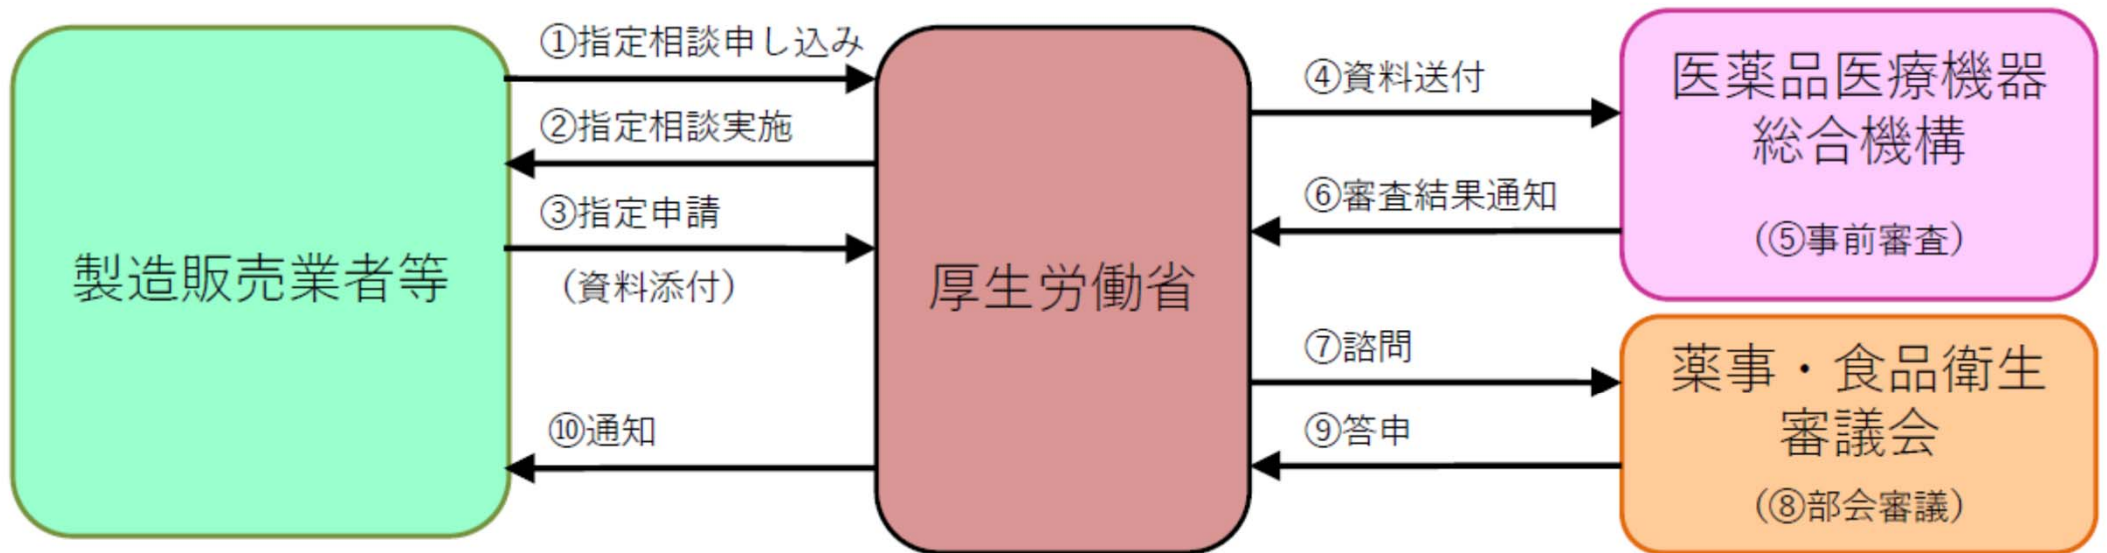 製造販売業者等
①指定相談申し込み
②指定相談実施
③指定申請
（資料添付）
⑩通知
厚生労働省
④資料送付
⑥審査結果通知
⑦諮問
⑨答申
医薬品医療機器
総合機構
（⑤事前審査）
薬事・食品衛生
審議会
（⑧部会審議）